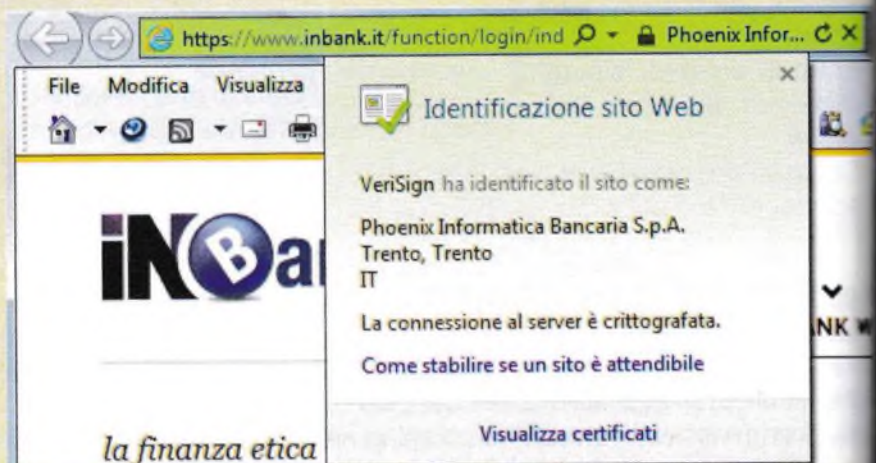 https://www.inbank.it/function/login/ind
Phoenix Infor...
File Modifica Visualizza
Identificazione sito Web
VeriSign ha identificato il sito come:
Phoenix Informatica Bancaria S.p.A.
Trento, Trento
IT
iNBa
La connessione al server è crittografata.
NK
Come stabilire se un sito è attendibile
Visualizza certificati
la finanza etica